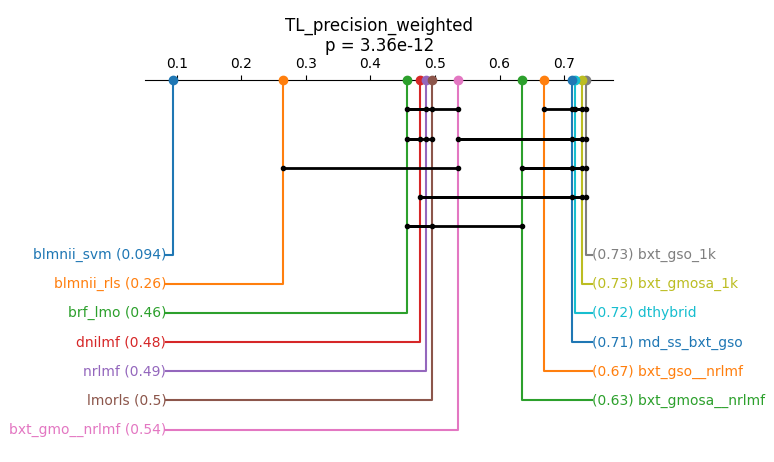 TL_precision_weighted
p = 3.36e-12
0.1 0.2 0.3 0.4 0.5 0.6 0.7
blmnii_svm (0.094) (0.73) bxt_gso_1k
blmnii_rls (0.26) (0.73) bxt_gmosa_1k
brf_lmo (0.46) (0.72) dthybrid
dnilmf (0.48) (0.71) md_ss_bxt_gso
nrlmf (0.49) (0.67) bxt_gso__nrlmf
lmorls (0.5) (0.63) bxt_gmosa__nrlmf
bxt_gmo__nrlmf (0.54)